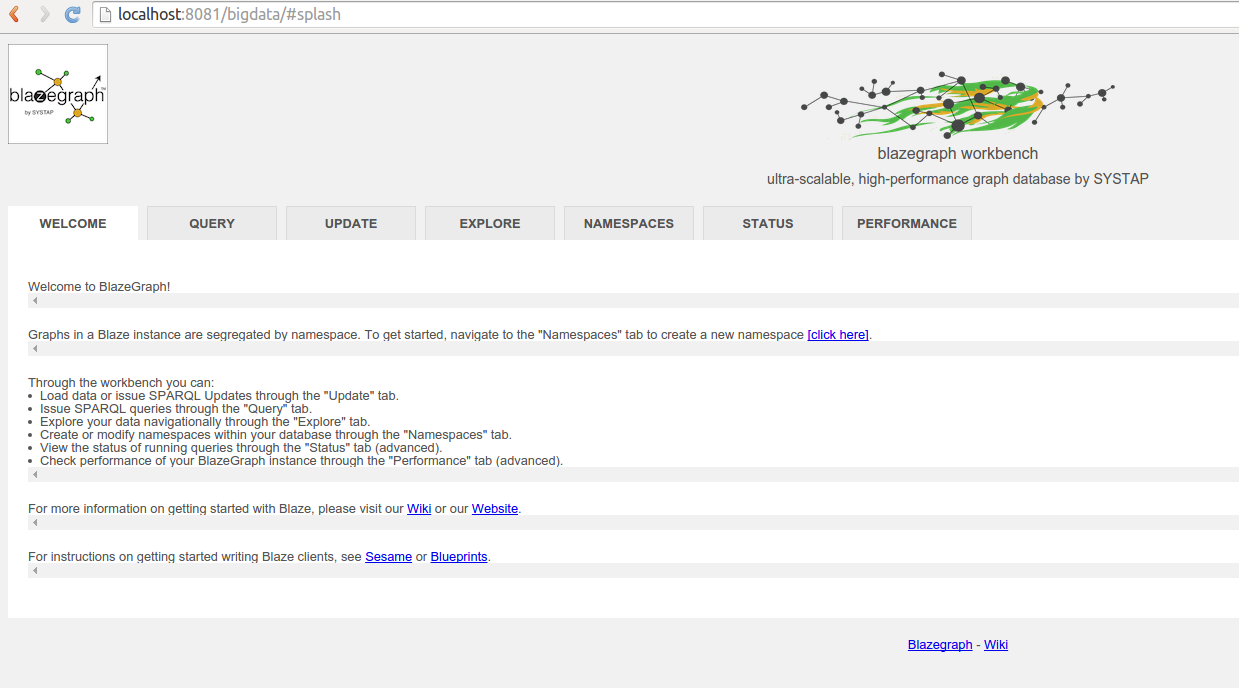 localhost:8081/bigdata/#splash
blazegraph™
by SYSTAP
blazegraph workbench
ultra-scalable, high-performance graph database by SYSTAP
WELCOME QUERY UPDATE EXPLORE NAMESPACES STATUS PERFORMANCE
Welcome to BlazeGraph!
Graphs in a Blaze instance are segregated by namespace. To get started, navigate to the "Namespaces" tab to create a new namespace [click here].
Through the workbench you can:
• Load data or issue SPARQL Updates through the "Update" tab.
• Issue SPARQL queries through the "Query" tab.
• Explore your data navigationally through the "Explore" tab.
• Create or modify namespaces within your database through the "Namespaces" tab.
• View the status of running queries through the "Status" tab (advanced).
• Check performance of your BlazeGraph instance through the "Performance" tab (advanced).
For more information on getting started with Blaze, please visit our Wiki or our Website.
For instructions on getting started writing Blaze clients, see Sesame or Blueprints.
Blazegraph - Wiki